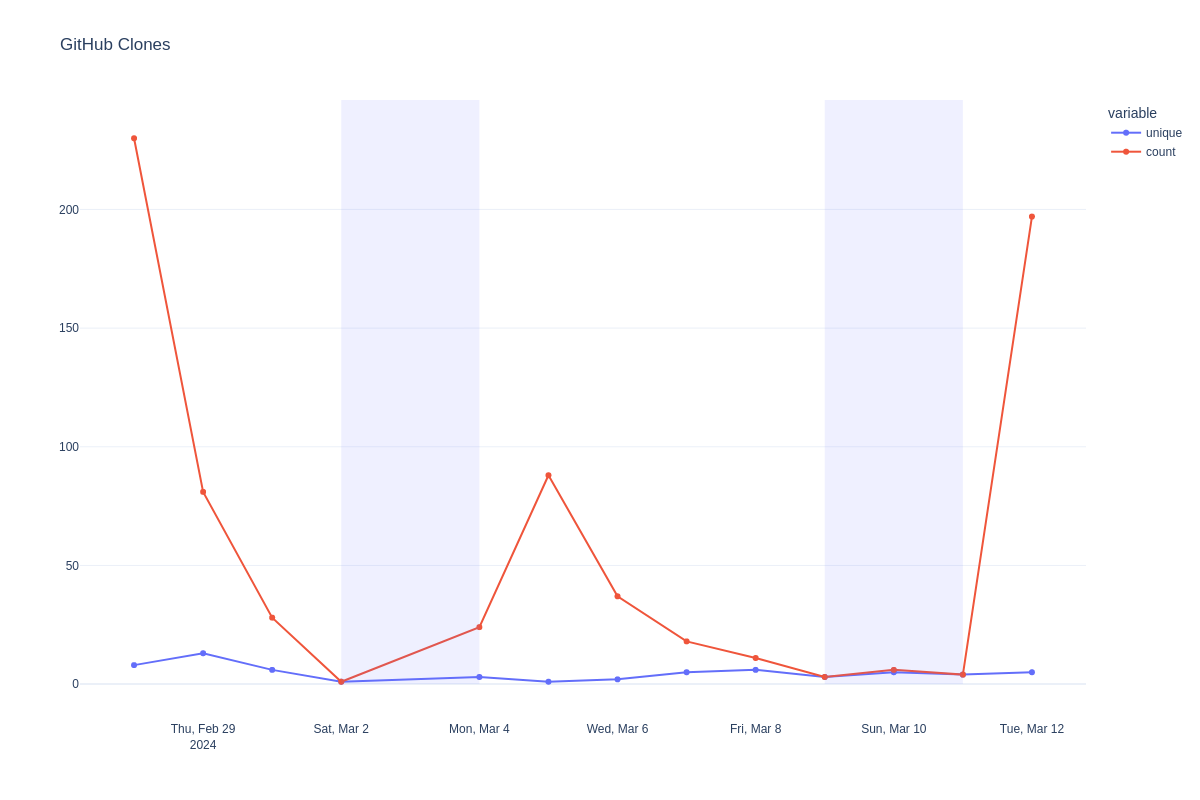 GitHub Clones
variable
unique
count
200
150
100
50
0
Thu, Feb 29
2024
Sat, Mar 2
Mon, Mar 4
Wed, Mar 6
Fri, Mar 8
Sun, Mar 10
Tue, Mar 12